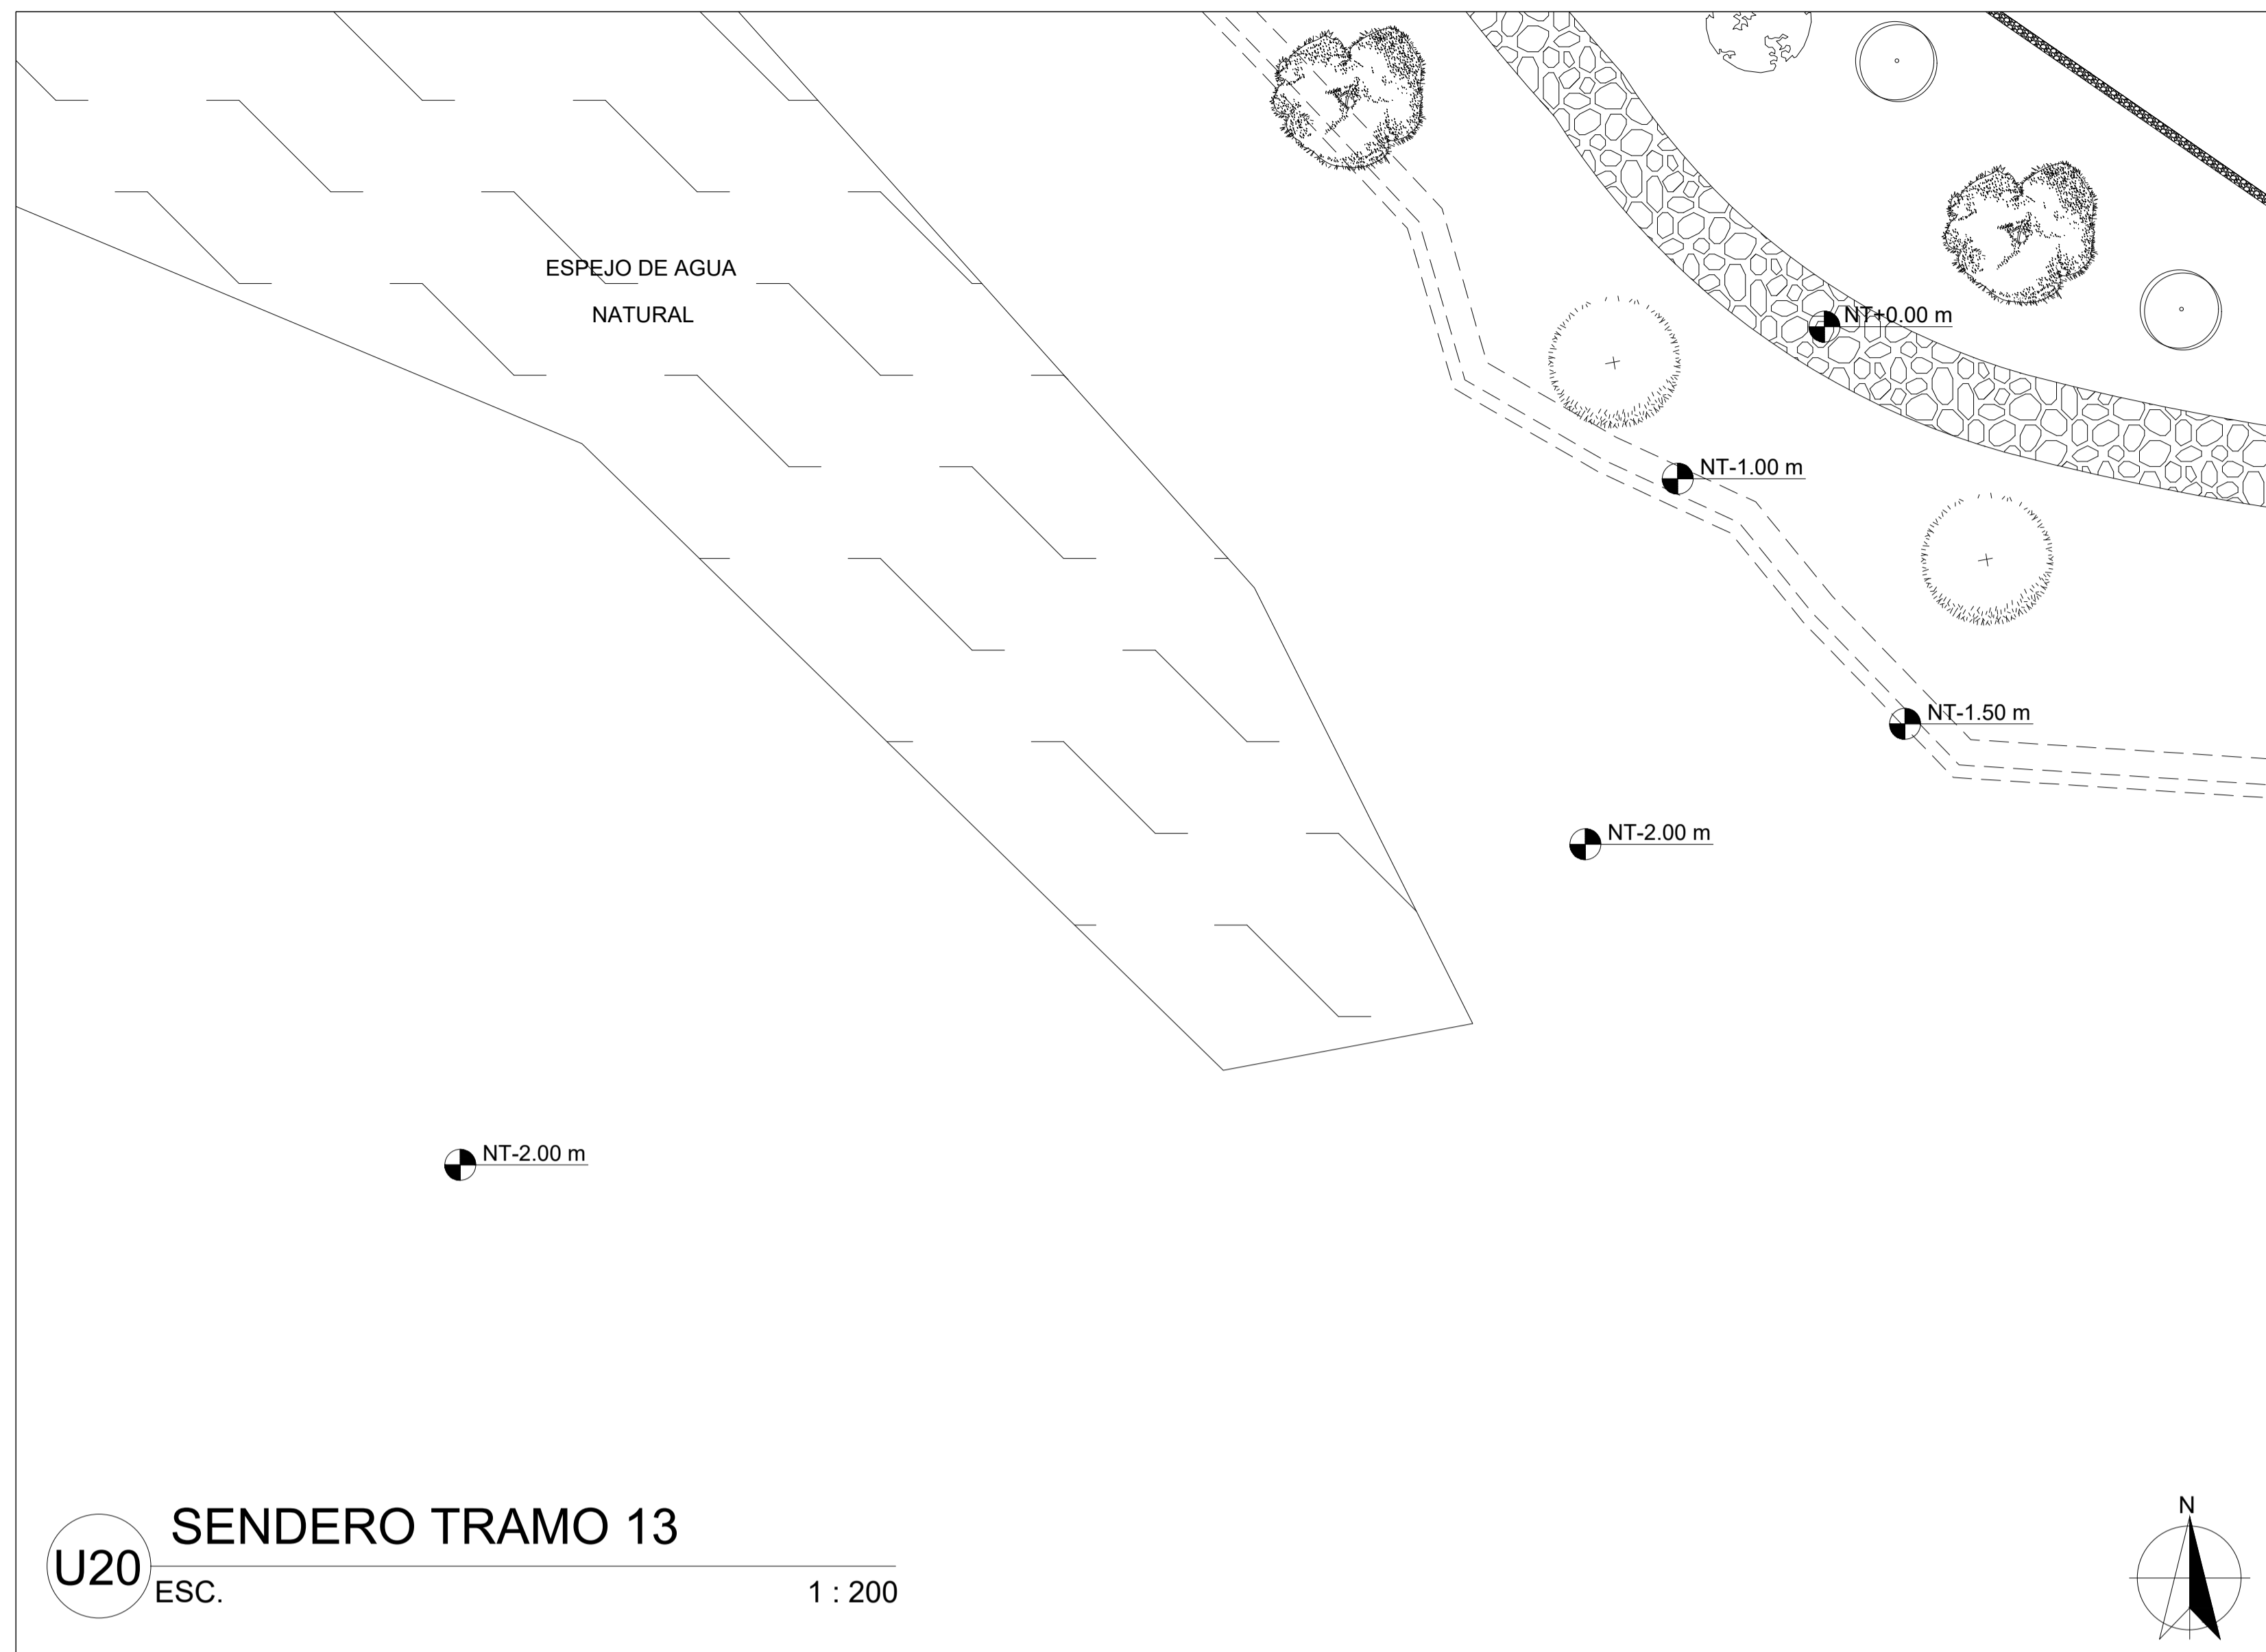 ESPEJO DE AGUA
NATURAL
NT+0.00 m
NT-1.00 m
NT-1.50 m
NT-2.00 m
NT-2.00 m
SENDERO TRAMO 13
U20
ESC. 1 : 200
N